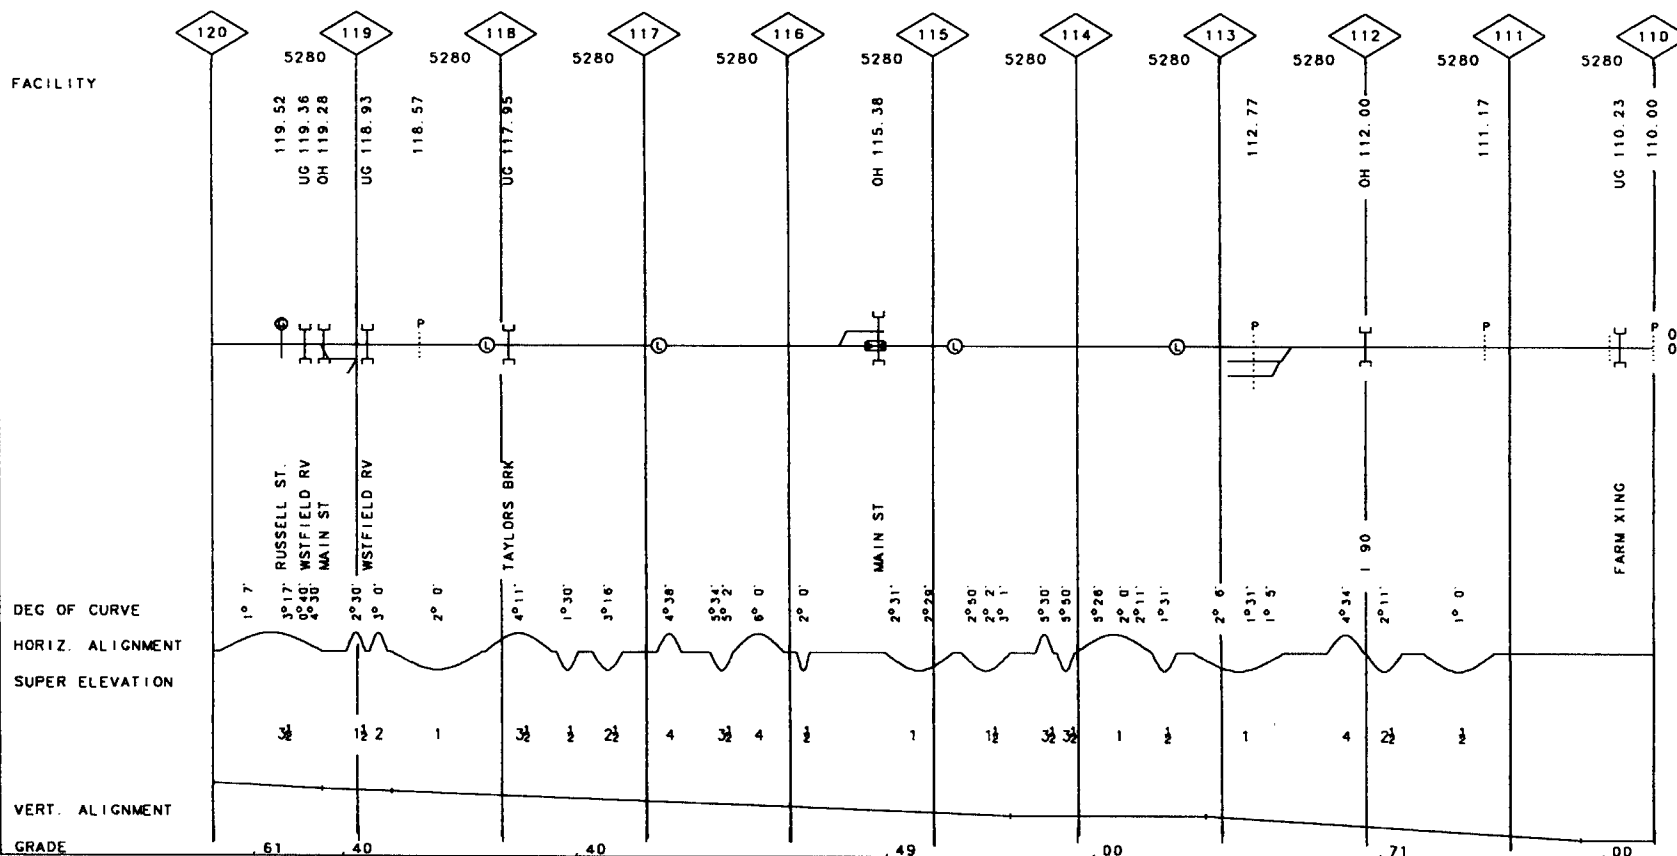 120 119 118 117 116 115 114 113 112 111 110
5280 5280 5280 5280 5280 5280 5280 5280 5280 5280
FACILITY
119.52
UG 119.36
OH 119.28
UG 118.93
118.57
UG 117.95
OH 115.38
112.77
OH 112.00
111.17
UG 110.23
110.00
G P L L L L P P P
0
0
RUSSELL ST.
WSTFIELD RV
MAIN ST
WSTFIELD RV
TAYLORS BRK
MAIN ST
I 90
FARM XING
DEG OF CURVE
1° 7' 3°17' 0°40' 4°30' 2°30' 3° 0' 2° 0' 4°11' 1°30' 3°16' 4°38' 5°34' 5° 2' 6° 0' 2° 0' 2°31' 2°29' 2°50' 2° 2' 3° 1' 5°30' 5°50' 5°26' 2° 0' 2°11' 1°31' 2° 6' 1°31' 1° 5' 4°34' 2°11' 1° 0'
HORIZ. ALIGNMENT
SUPER ELEVATION
3½ 1½ 2 1 3½ ½ 2½ 4 3½ 4 ½ 1 1½ 3½ 3½ 1 ½ 1 4 2½ ½
VERT. ALIGNMENT
GRADE .61 .40 .40 .49 .00 .71 .00